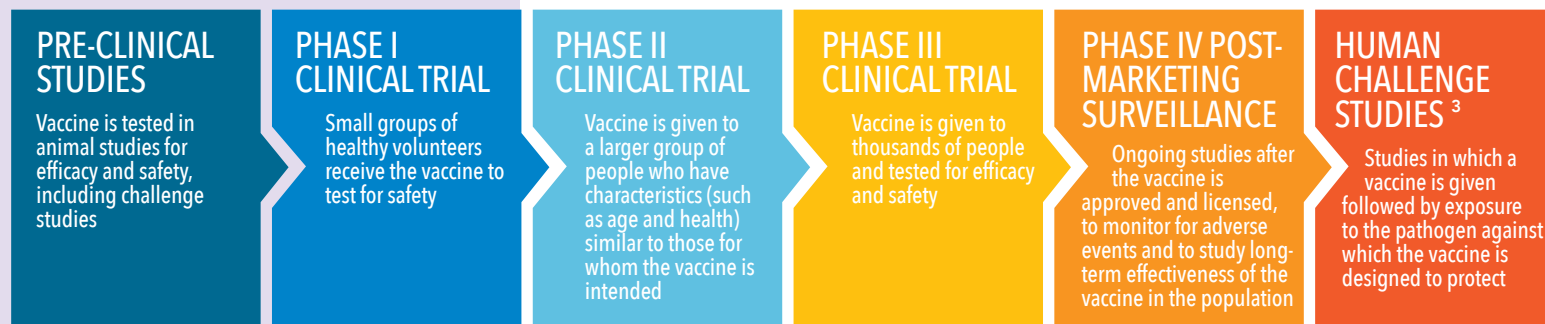 PRE-CLINICAL
STUDIES
Vaccine is tested in
animal studies for
efficacy and safety,
including challenge
studies
PHASE I
CLINICAL TRIAL
Small groups of
healthy volunteers
receive the vaccine to
test for safety
PHASE II
CLINICAL TRIAL
Vaccine is given to
a larger group of
people who have
characteristics (such
as age and health)
similar to those for
whom the vaccine is
intended
PHASE III
CLINICAL TRIAL
Vaccine is given to
thousands of people
and tested for efficacy
and safety
PHASE IV POST-
MARKETING
SURVEILLANCE
Ongoing studies after
the vaccine is
approved and licensed,
to monitor for adverse
events and to study long-
term effectiveness of the
vaccine in the population
HUMAN
CHALLENGE
STUDIES ³
Studies in which a
vaccine is given
followed by exposure
to the pathogen against
which the vaccine is
designed to protect